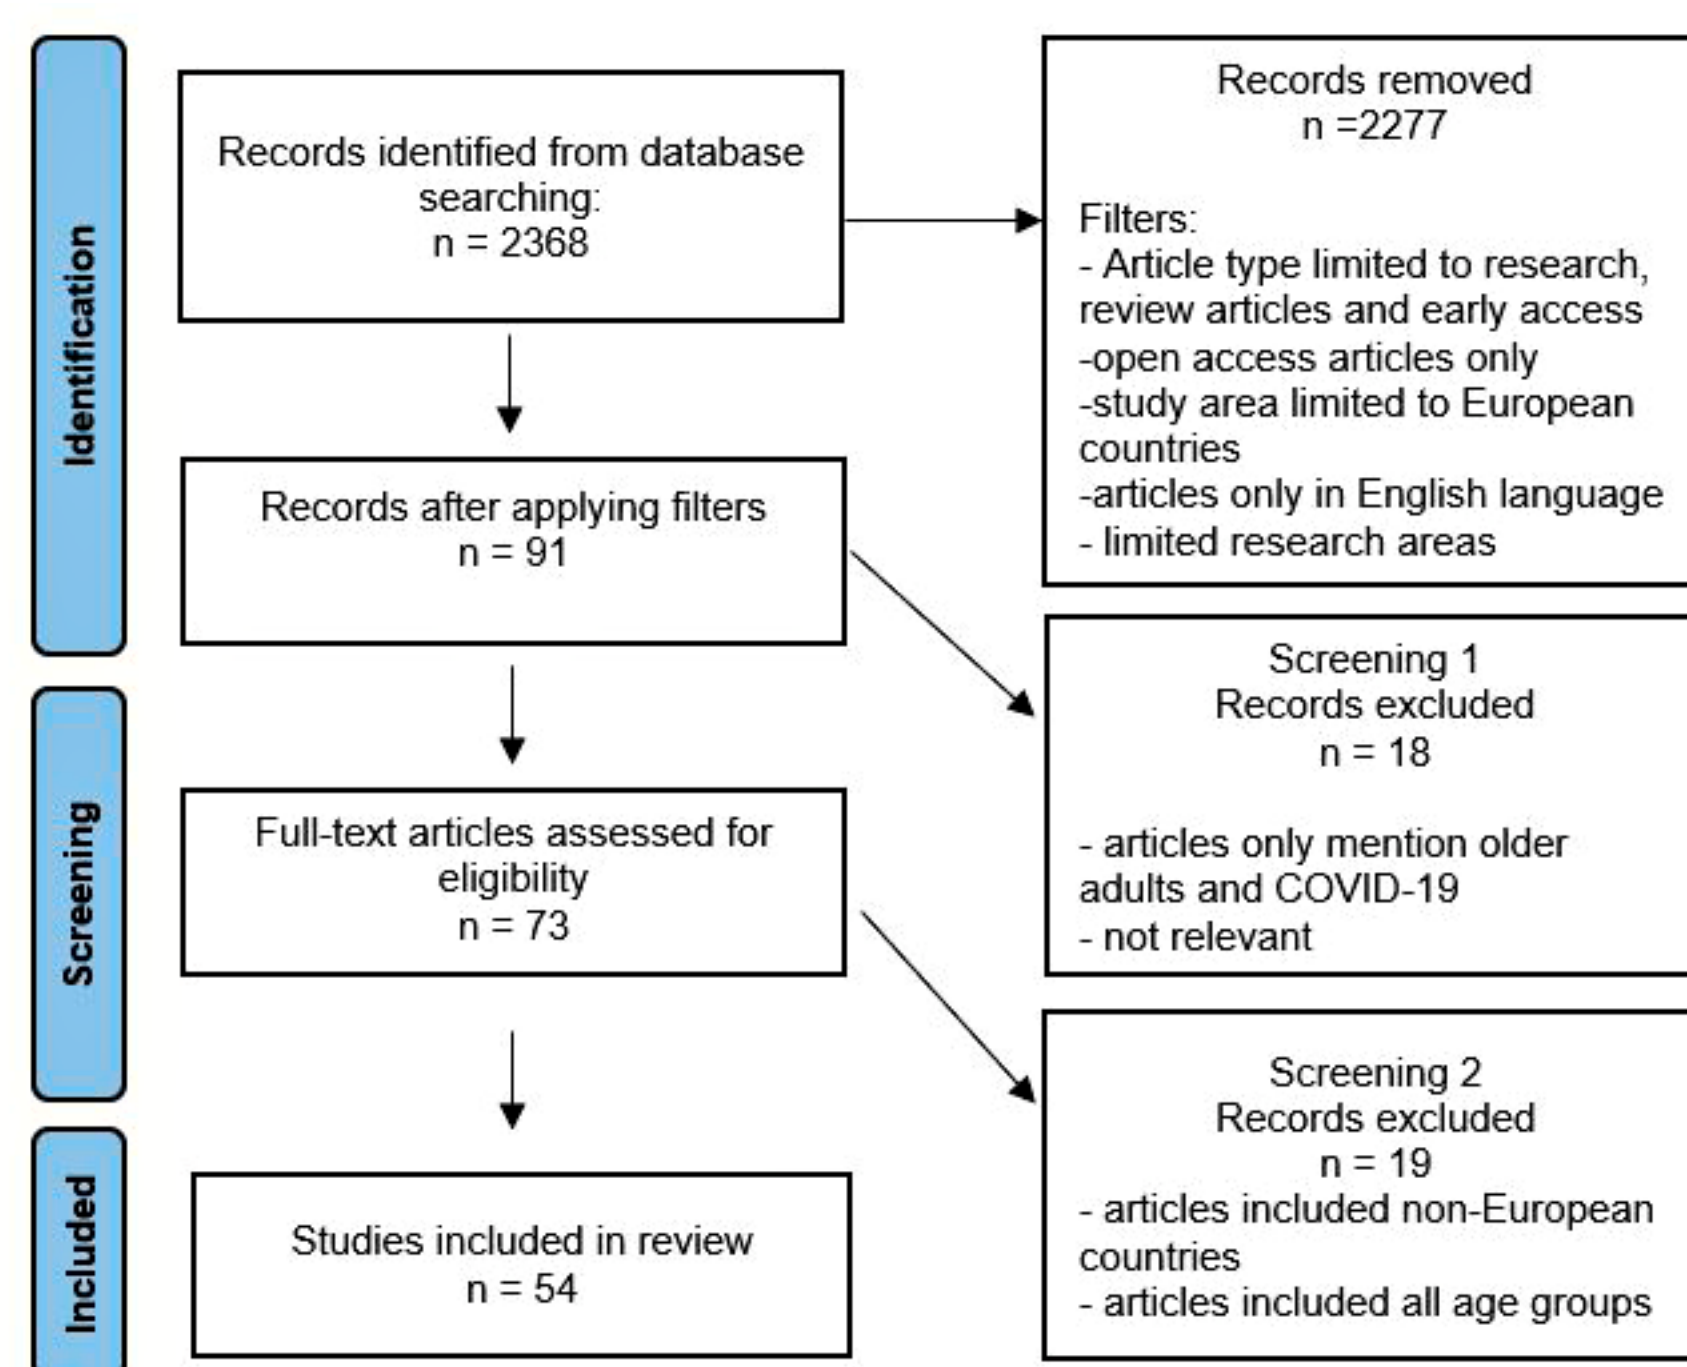 Identification
Records identified from database
searching:
n = 2368
Records removed
n =2277
Filters:
- Article type limited to research,
review articles and early access
-open access articles only
-study area limited to European
countries
-articles only in English language
- limited research areas
Records after applying filters
n = 91
Screening 1
Records excluded
n = 18
- articles only mention older
adults and COVID-19
- not relevant
Screening
Full-text articles assessed for
eligibility
n = 73
Screening 2
Records excluded
n = 19
- articles included non-European
countries
- articles included all age groups
Included
Studies included in review
n = 54